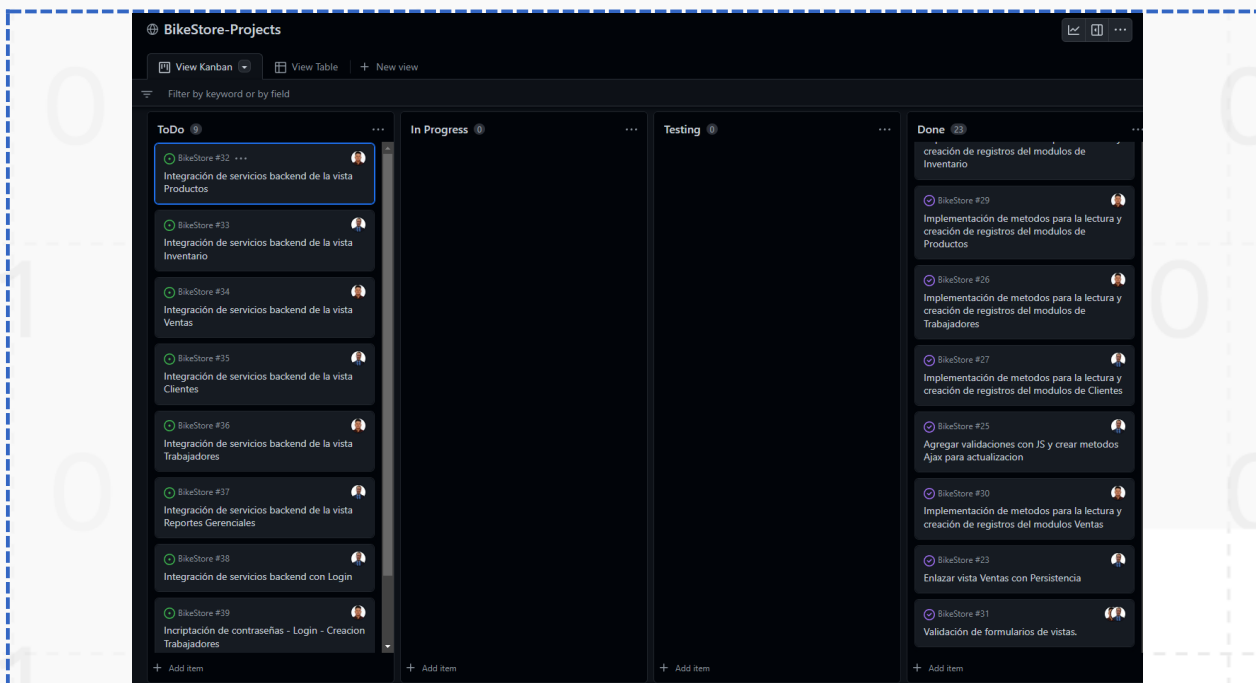 BikeStore-Projects
View Kanban
View Table
+ New view
Filter by keyword or by field
ToDo 9
BikeStore #32
Integración de servicios backend de la vista
Productos
BikeStore #33
Integración de servicios backend de la vista
Inventario
BikeStore #34
Integración de servicios backend de la vista
Ventas
BikeStore #35
Integración de servicios backend de la vista
Clientes
BikeStore #36
Integración de servicios backend de la vista
Trabajadores
BikeStore #37
Integración de servicios backend de la vista
Reportes Gerenciales
BikeStore #38
Integración de servicios backend con Login
BikeStore #39
Incriptación de contraseñas - Login - Creacion
Trabajadores
+ Add item
In Progress 0
+ Add item
Testing 0
+ Add item
Done 23
creación de registros del modulos de
Inventario
BikeStore #29
Implementación de metodos para la lectura y
creación de registros del modulos de
Productos
BikeStore #26
Implementación de metodos para la lectura y
creación de registros del modulos de
Trabajadores
BikeStore #27
Implementación de metodos para la lectura y
creación de registros del modulos de Clientes
BikeStore #25
Agregar validaciones con JS y crear metodos
Ajax para actualizacion
BikeStore #30
Implementación de metodos para la lectura y
creación de registros del modulos Ventas
BikeStore #23
Enlazar vista Ventas con Persistencia
BikeStore #31
Validación de formularios de vistas.
+ Add item
0
1
0
1
0
0
0